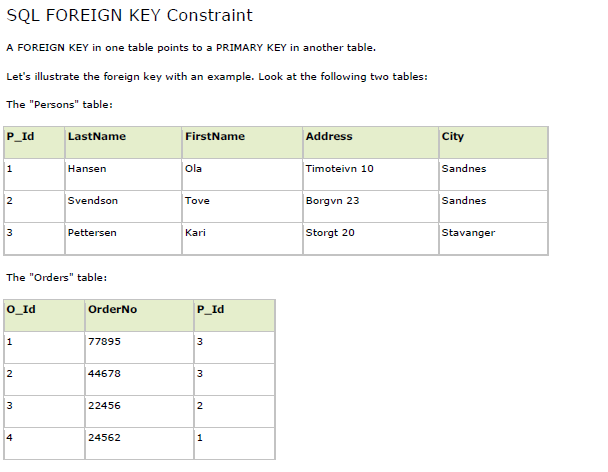 SQL FOREIGN KEY Constraint
A FOREIGN KEY in one table points to a PRIMARY KEY in another table.
Let's illustrate the foreign key with an example. Look at the following two tables:
The "Persons" table:
P_Id LastName FirstName Address City
1 Hansen Ola Timoteivn 10 Sandnes
2 Svendson Tove Borgvn 23 Sandnes
3 Pettersen Kari Storgt 20 Stavanger
The "Orders" table:
O_Id OrderNo P_Id
1 77895 3
2 44678 3
3 22456 2
4 24562 1